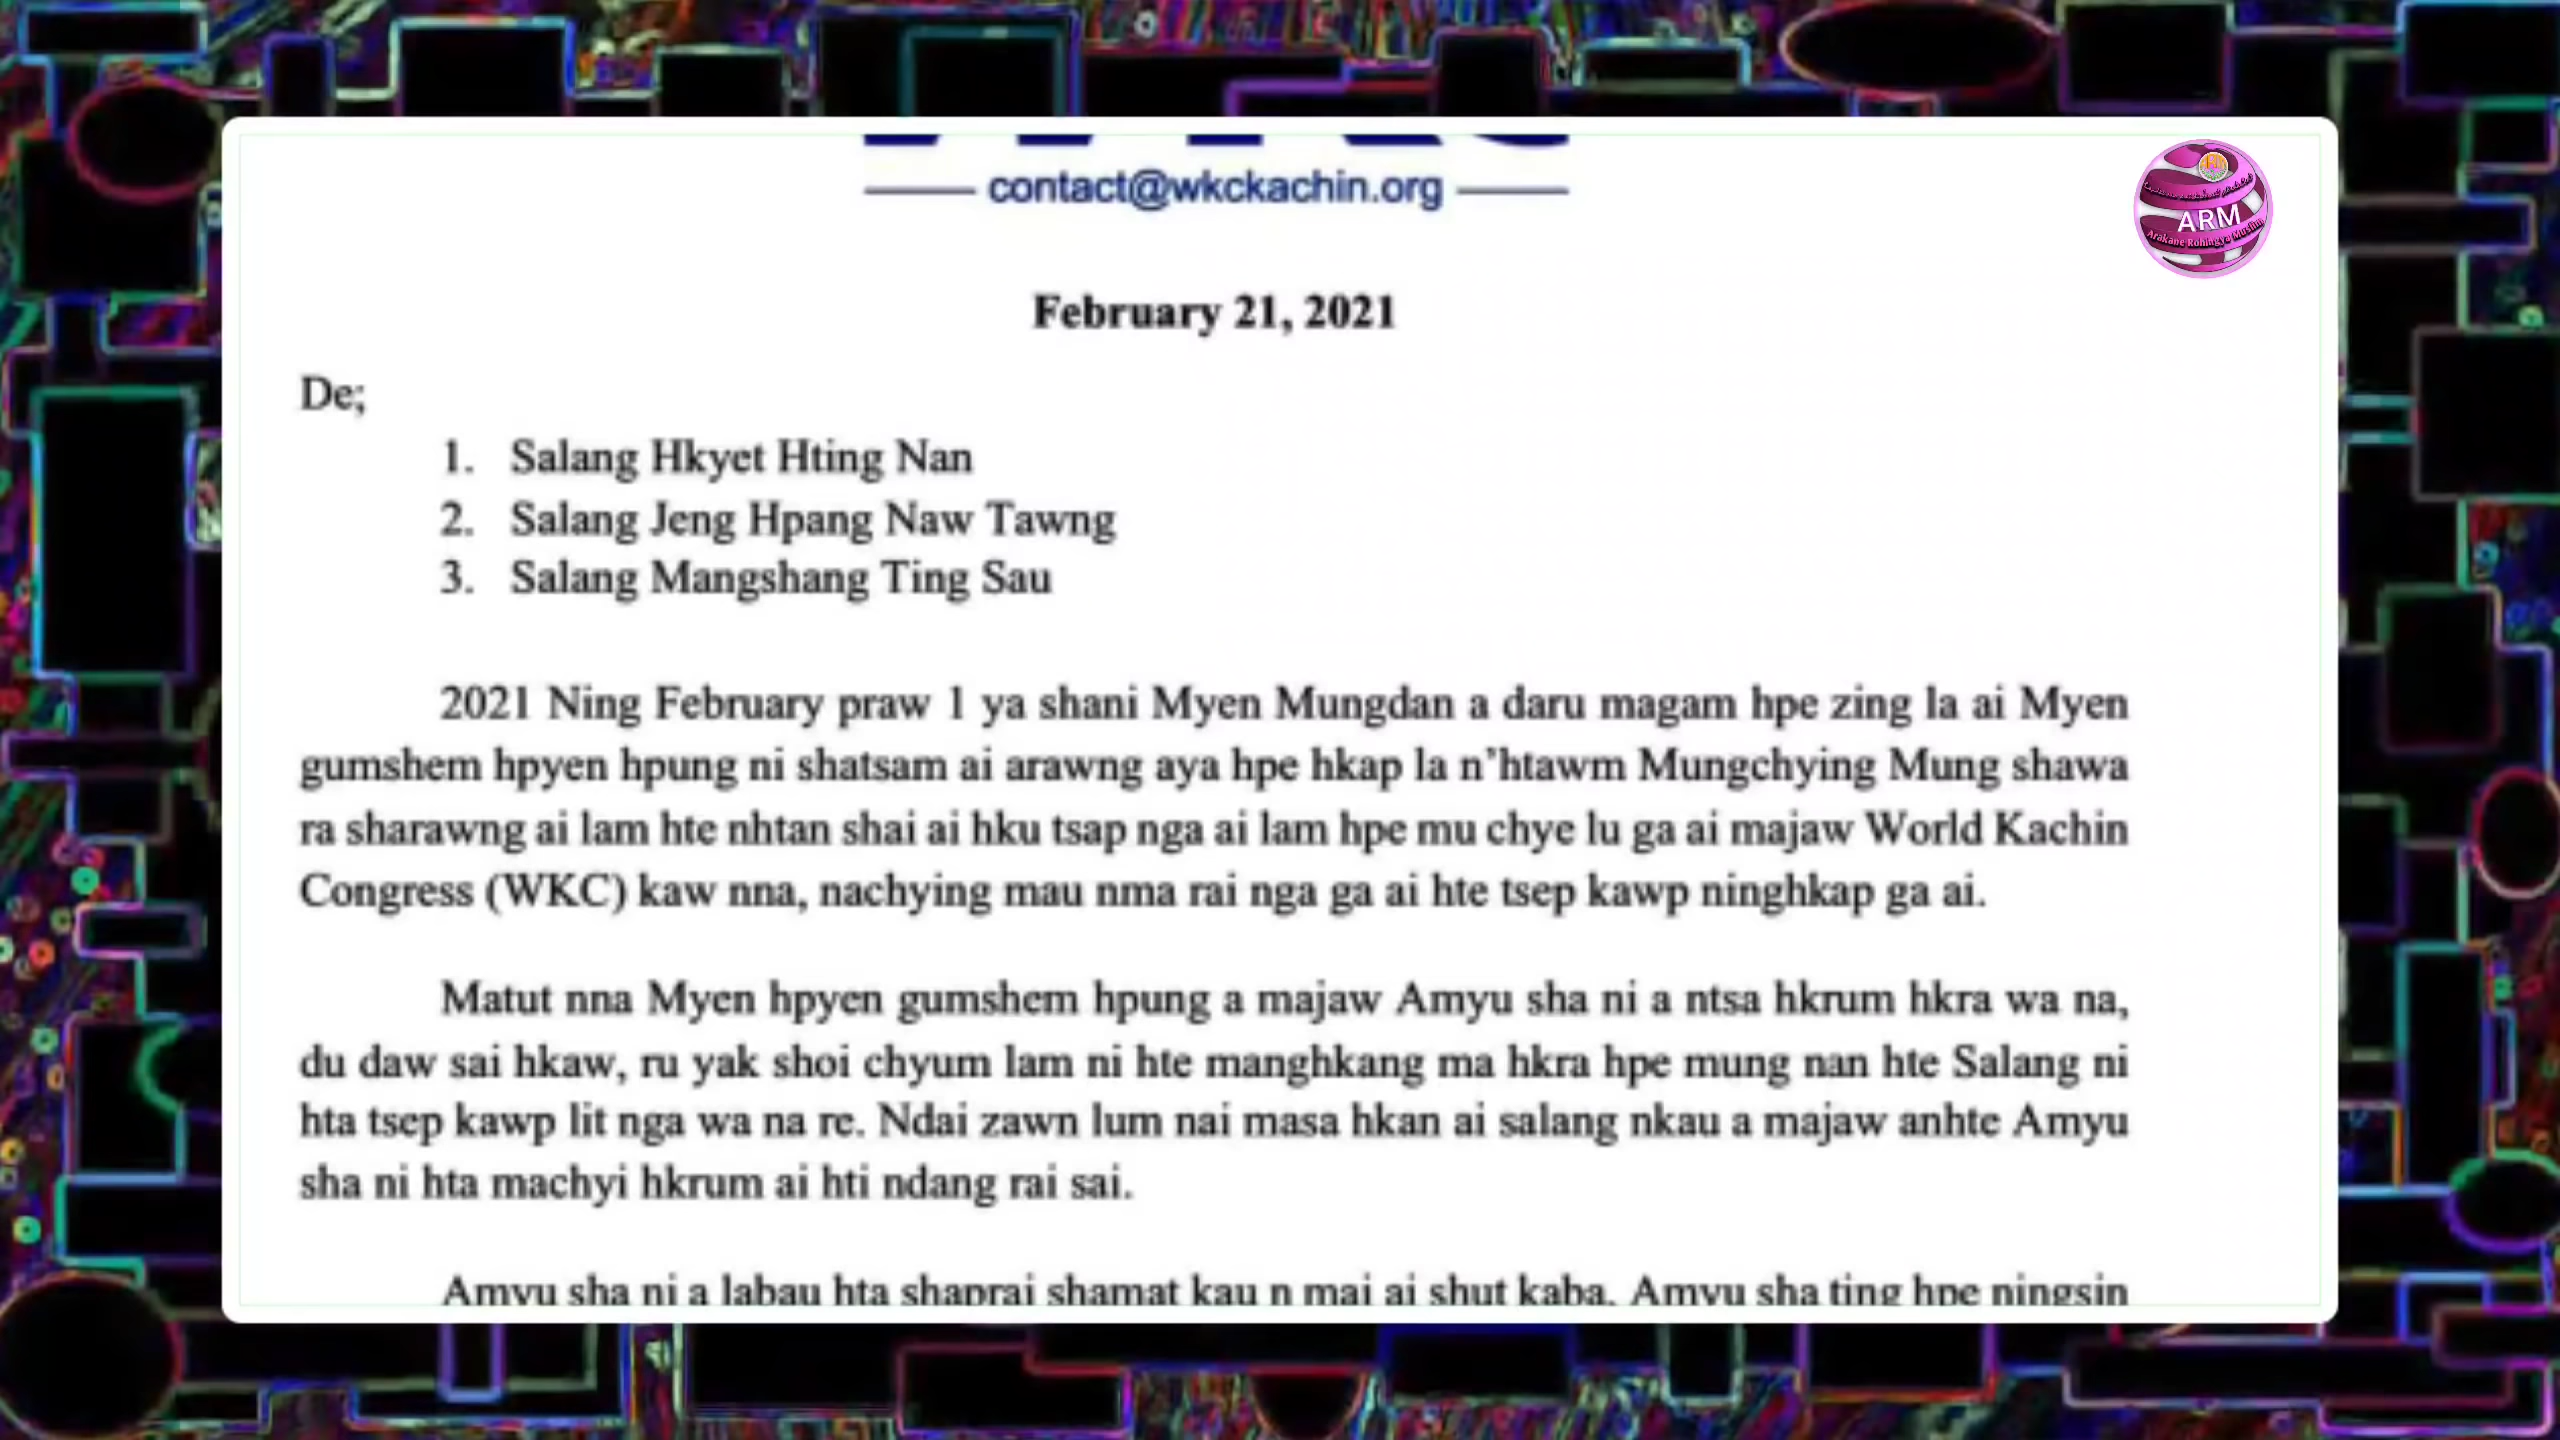 contact@wkckachin.org
ARM
Arakane Rohingya Muslim
February 21, 2021
De;
1. Salang Hkyet Hting Nan
2. Salang Jeng Hpang Naw Tawng
3. Salang Mangshang Ting Sau
2021 Ning February praw 1 ya shani Myen Mungdan a daru magam hpe zing la ai Myen
gumshem hpyen hpung ni shatsam ai arawng aya hpe hkap la n’htawm Mungchying Mung shawa
ra sharawng ai lam hte nhtan shai ai hku tsap nga ai lam hpe mu chye lu ga ai majaw World Kachin
Congress (WKC) kaw nna, nachying mau nma rai nga ga ai hte tsep kawp ninghkap ga ai.
Matut nna Myen hpyen gumshem hpung a majaw Amyu sha ni a ntsa hkrum hkra wa na,
du daw sai hkaw, ru yak shoi chyum lam ni hte manghkang ma hkra hpe mung nan hte Salang ni
hta tsep kawp lit nga wa na re. Ndai zawn lum nai masa hkan ai salang nkau a majaw anhte Amyu
sha ni hta machyi hkrum ai hti ndang rai sai.
Amyu sha ni a labau hta shaprai shamat kau n mai ai shut kaba, Amyu sha ting hpe ningsin